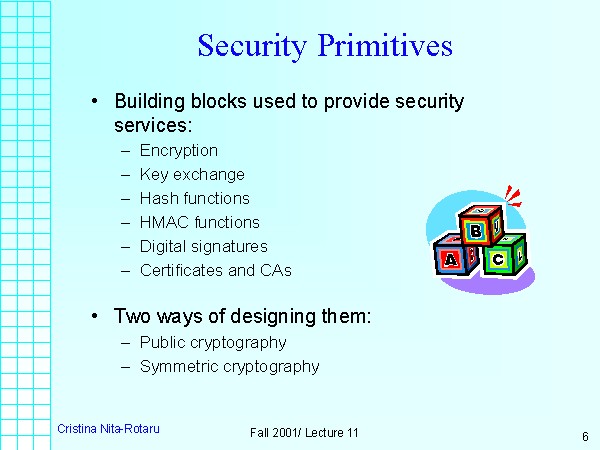 Security Primitives
• Building blocks used to provide security
services:
– Encryption
– Key exchange
– Hash functions
– HMAC functions
– Digital signatures
– Certificates and CAs
B
A
C
L
• Two ways of designing them:
– Public cryptography
– Symmetric cryptography
Cristina Nita-Rotaru
Fall 2001/ Lecture 11
6